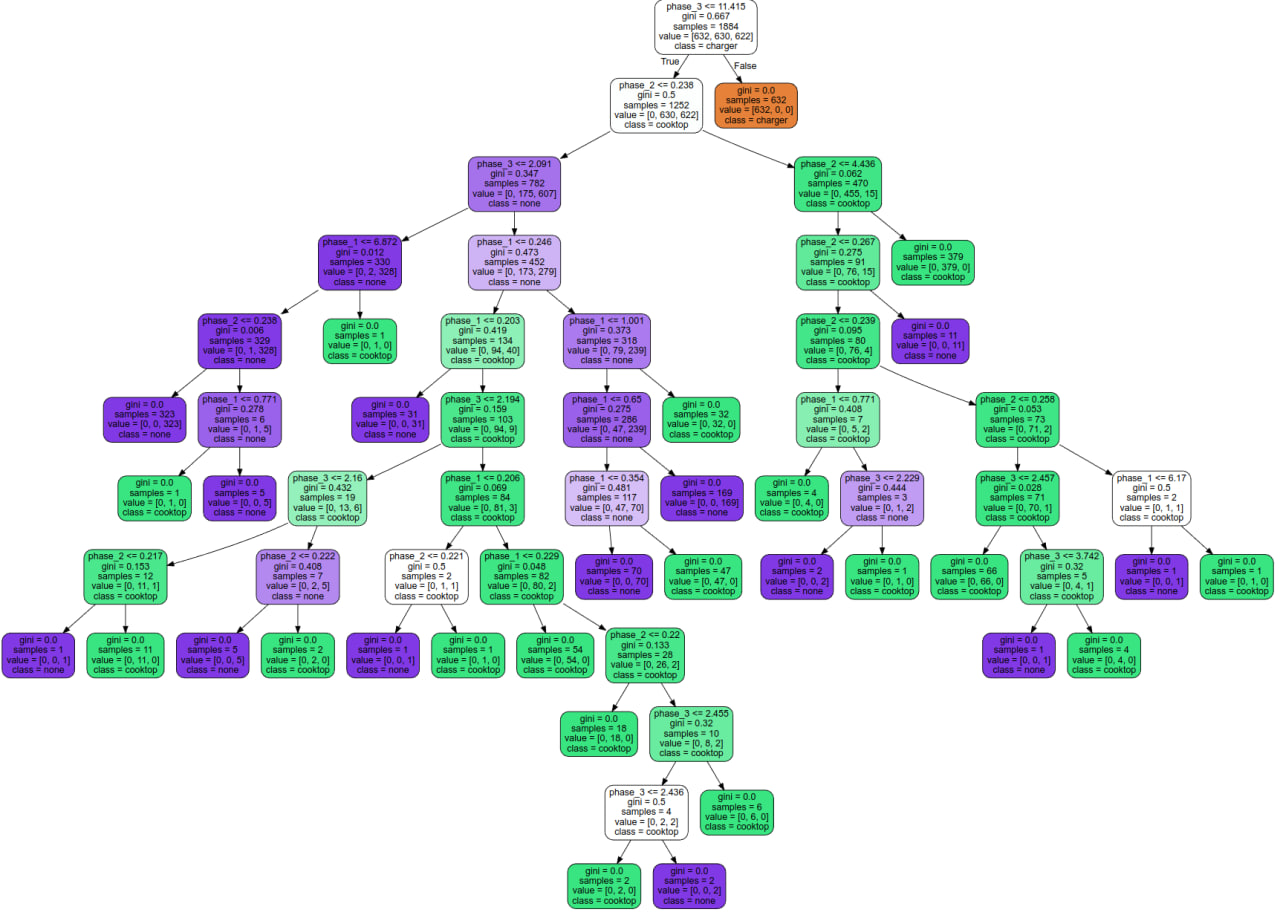 phase_3 <= 11.415
gini = 0.667
samples = 1884
value = [632, 630, 622]
class = charger
True
False
phase_2 <= 0.238
gini = 0.5
samples = 1252
value = [0, 630, 622]
class = cooktop
gini = 0.0
samples = 632
value = [632, 0, 0]
class = charger
phase_3 <= 2.091
gini = 0.347
samples = 782
value = [0, 175, 607]
class = none
phase_2 <= 4.436
gini = 0.062
samples = 470
value = [0, 455, 15]
class = cooktop
phase_1 <= 6.872
gini = 0.012
samples = 330
value = [0, 2, 328]
class = none
phase_1 <= 0.246
gini = 0.473
samples = 452
value = [0, 173, 279]
class = none
phase_2 <= 0.267
gini = 0.275
samples = 91
value = [0, 76, 15]
class = cooktop
gini = 0.0
samples = 379
value = [0, 379, 0]
class = cooktop
phase_2 <= 0.238
gini = 0.006
samples = 329
value = [0, 1, 328]
class = none
gini = 0.0
samples = 1
value = [0, 1, 0]
class = cooktop
phase_1 <= 0.203
gini = 0.419
samples = 134
value = [0, 94, 40]
class = cooktop
phase_1 <= 1.001
gini = 0.373
samples = 318
value = [0, 79, 239]
class = none
phase_2 <= 0.239
gini = 0.095
samples = 80
value = [0, 76, 4]
class = cooktop
gini = 0.0
samples = 11
value = [0, 0, 11]
class = none
gini = 0.0
samples = 323
value = [0, 0, 323]
class = none
phase_1 <= 0.771
gini = 0.278
samples = 6
value = [0, 1, 5]
class = none
gini = 0.0
samples = 31
value = [0, 0, 31]
class = none
phase_3 <= 2.194
gini = 0.159
samples = 103
value = [0, 94, 9]
class = cooktop
phase_1 <= 0.65
gini = 0.275
samples = 286
value = [0, 47, 239]
class = none
gini = 0.0
samples = 32
value = [0, 32, 0]
class = cooktop
phase_1 <= 0.771
gini = 0.408
samples = 7
value = [0, 5, 2]
class = cooktop
phase_2 <= 0.258
gini = 0.053
samples = 73
value = [0, 71, 2]
class = cooktop
gini = 0.0
samples = 1
value = [0, 1, 0]
class = cooktop
gini = 0.0
samples = 5
value = [0, 0, 5]
class = none
phase_3 <= 2.16
gini = 0.432
samples = 19
value = [0, 13, 6]
class = cooktop
phase_1 <= 0.206
gini = 0.069
samples = 84
value = [0, 81, 3]
class = cooktop
phase_1 <= 0.354
gini = 0.481
samples = 117
value = [0, 47, 70]
class = none
gini = 0.0
samples = 169
value = [0, 0, 169]
class = none
gini = 0.0
samples = 4
value = [0, 4, 0]
class = cooktop
phase_3 <= 2.229
gini = 0.444
samples = 3
value = [0, 1, 2]
class = none
phase_3 <= 2.457
gini = 0.028
samples = 71
value = [0, 70, 1]
class = cooktop
phase_1 <= 6.17
gini = 0.5
samples = 2
value = [0, 1, 1]
class = cooktop
phase_2 <= 0.217
gini = 0.153
samples = 12
value = [0, 11, 1]
class = cooktop
phase_2 <= 0.222
gini = 0.408
samples = 7
value = [0, 2, 5]
class = none
phase_2 <= 0.221
gini = 0.5
samples = 2
value = [0, 1, 1]
class = cooktop
phase_1 <= 0.229
gini = 0.048
samples = 82
value = [0, 80, 2]
class = cooktop
gini = 0.0
samples = 70
value = [0, 0, 70]
class = none
gini = 0.0
samples = 47
value = [0, 47, 0]
class = cooktop
gini = 0.0
samples = 2
value = [0, 0, 2]
class = none
gini = 0.0
samples = 1
value = [0, 1, 0]
class = cooktop
gini = 0.0
samples = 66
value = [0, 66, 0]
class = cooktop
phase_3 <= 3.742
gini = 0.32
samples = 5
value = [0, 4, 1]
class = cooktop
gini = 0.0
samples = 1
value = [0, 0, 1]
class = none
gini = 0.0
samples = 1
value = [0, 1, 0]
class = cooktop
gini = 0.0
samples = 1
value = [0, 0, 1]
class = none
gini = 0.0
samples = 11
value = [0, 11, 0]
class = cooktop
gini = 0.0
samples = 5
value = [0, 0, 5]
class = none
gini = 0.0
samples = 2
value = [0, 2, 0]
class = cooktop
gini = 0.0
samples = 1
value = [0, 0, 1]
class = none
gini = 0.0
samples = 1
value = [0, 1, 0]
class = cooktop
gini = 0.0
samples = 54
value = [0, 54, 0]
class = cooktop
phase_2 <= 0.22
gini = 0.133
samples = 28
value = [0, 26, 2]
class = cooktop
gini = 0.0
samples = 1
value = [0, 0, 1]
class = none
gini = 0.0
samples = 4
value = [0, 4, 0]
class = cooktop
gini = 0.0
samples = 18
value = [0, 18, 0]
class = cooktop
phase_3 <= 2.455
gini = 0.32
samples = 10
value = [0, 8, 2]
class = cooktop
phase_3 <= 2.436
gini = 0.5
samples = 4
value = [0, 2, 2]
class = cooktop
gini = 0.0
samples = 6
value = [0, 6, 0]
class = cooktop
gini = 0.0
samples = 2
value = [0, 2, 0]
class = cooktop
gini = 0.0
samples = 2
value = [0, 0, 2]
class = none